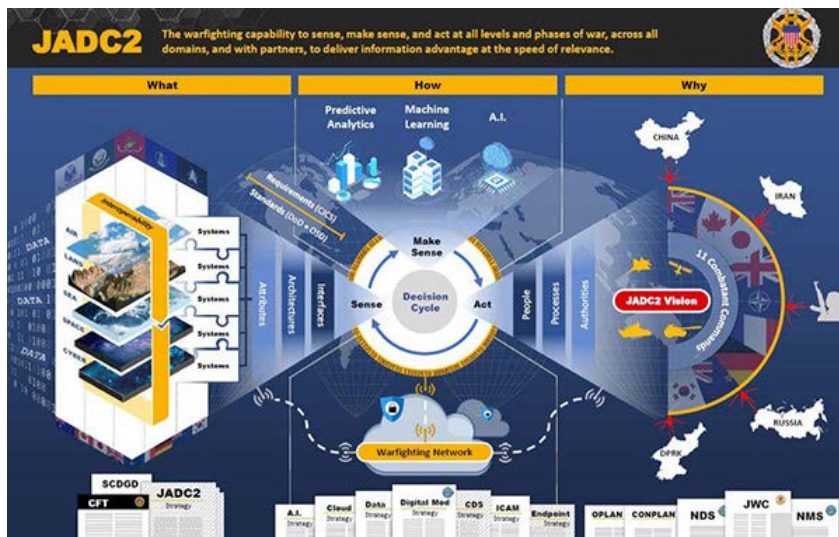 JADC2
The warfighting capability to sense, make sense, and act at all levels and phases of war, across all
domains, and with partners, to deliver information advantage at the speed of relevance.
What
How
Why
Predictive
Analytics
Machine
Learning
A.I.
Interoperability
AIR
LAND
SEA
SPACE
CYBER
Systems
Systems
Systems
Systems
Systems
DATA
DATA
DATA
Requirements (CJCS)
Standards (DoD + OSD)
Attributes
Architectures
Interfaces
Make
Sense
Sense
Decision
Cycle
Act
People
Processes
Authorities
JADC2 Vision
11 Combatant Commands
CHINA
IRAN
RUSSIA
DPRK
Warfighting Network
SCDGD
CFT
JADC2
Strategy
A.I.
Strategy
Cloud
Strategy
Data
Strategy
Digital Mod
Strategy
CDS
Strategy
ICAM
Strategy
Endpoint
Strategy
OPLAN
CONPLAN
NDS
JWC
NMS